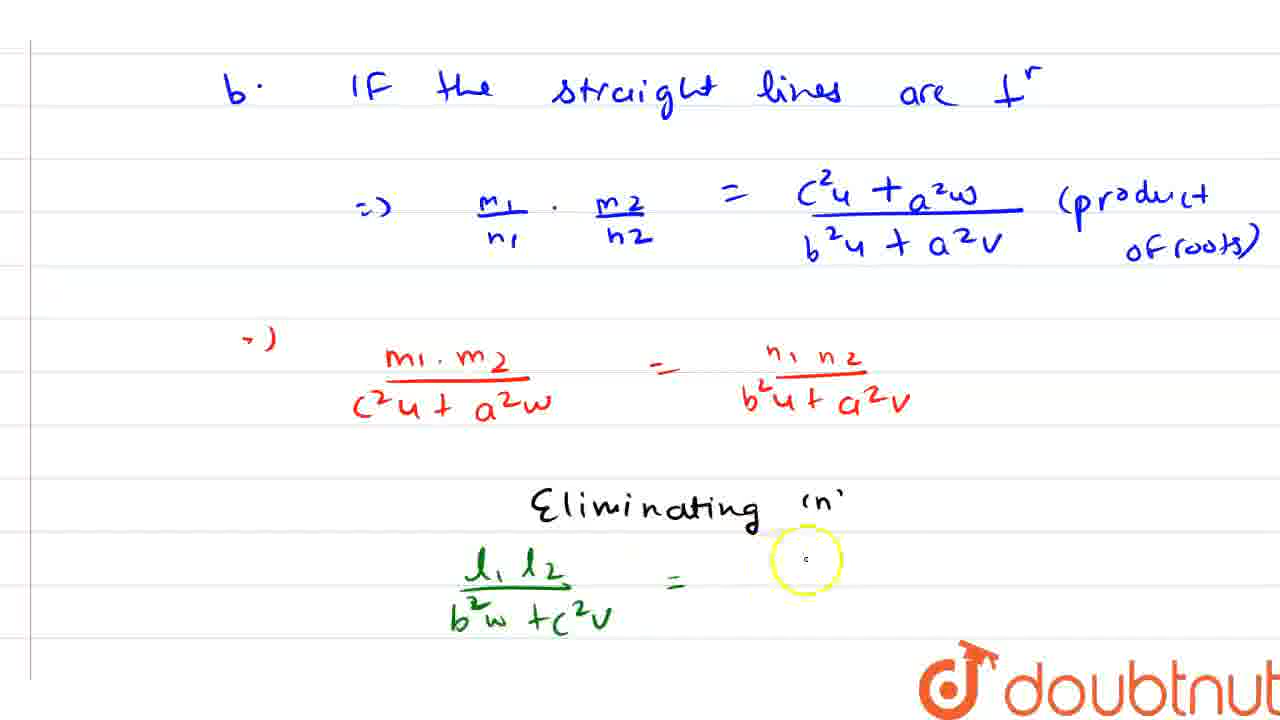 b. IF the straight lines are ⊥r
=> m1/n1 . m2/n2 = (c²u + a²w)/(b²u + a²v) (product of roots)
=> m1 . m2/(c²u + a²w) = n1 n2/(b²u + a²v)
Eliminating 'n'
l1 l2/(b²w + c²v) =
doubtnut